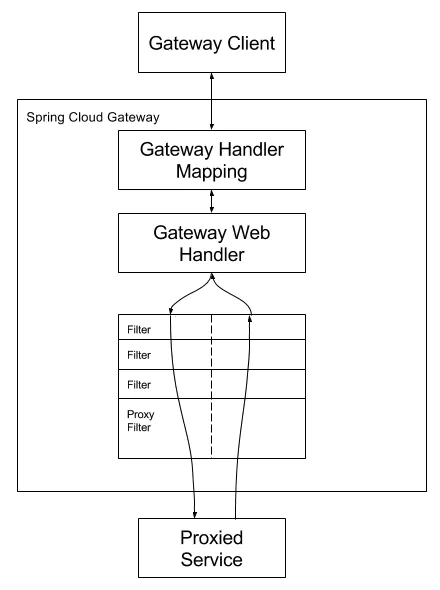 Gateway Client
Spring Cloud Gateway
Gateway Handler
Mapping
Gateway Web
Handler
Filter
Filter
Filter
Proxy
Filter
Proxied
Service